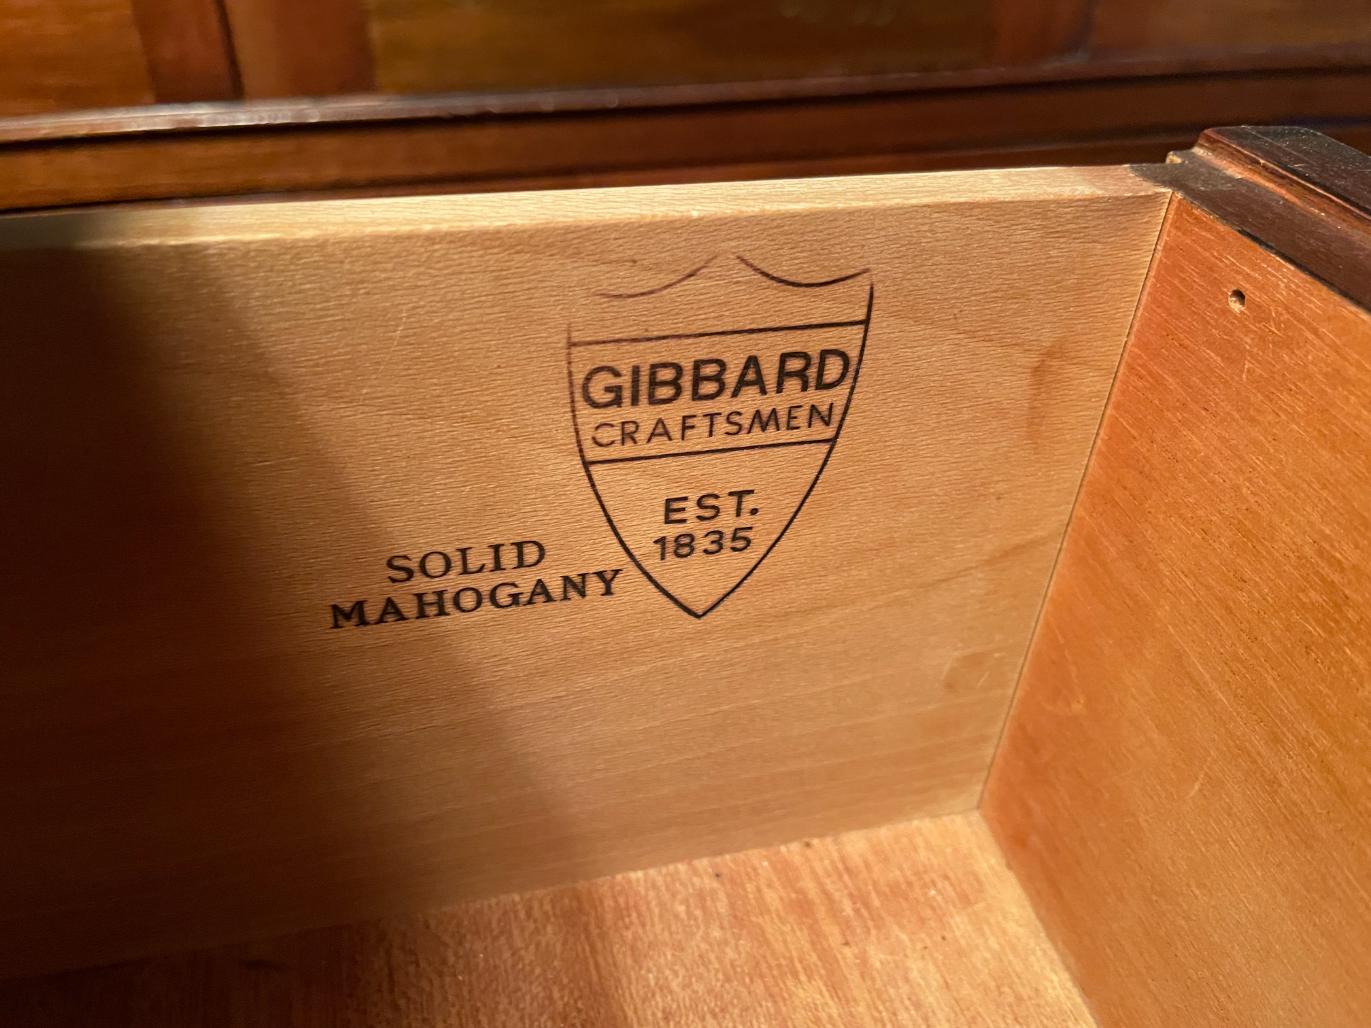 GIBBARD
CRAFTSMEN
EST.
1835
SOLID
MAHOGANY